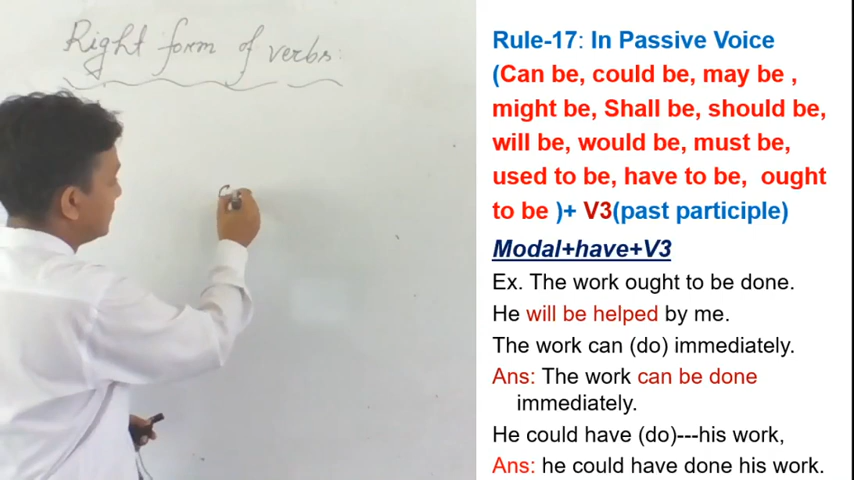 Right form of verbs:
Rule-17: In Passive Voice
(Can be, could be, may be ,
might be, Shall be, should be,
will be, would be, must be,
used to be, have to be, ought
to be )+ V3(past participle)
Modal+have+V3
Ex. The work ought to be done.
He will be helped by me.
The work can (do) immediately.
Ans: The work can be done
immediately.
He could have (do)---his work,
Ans: he could have done his work.